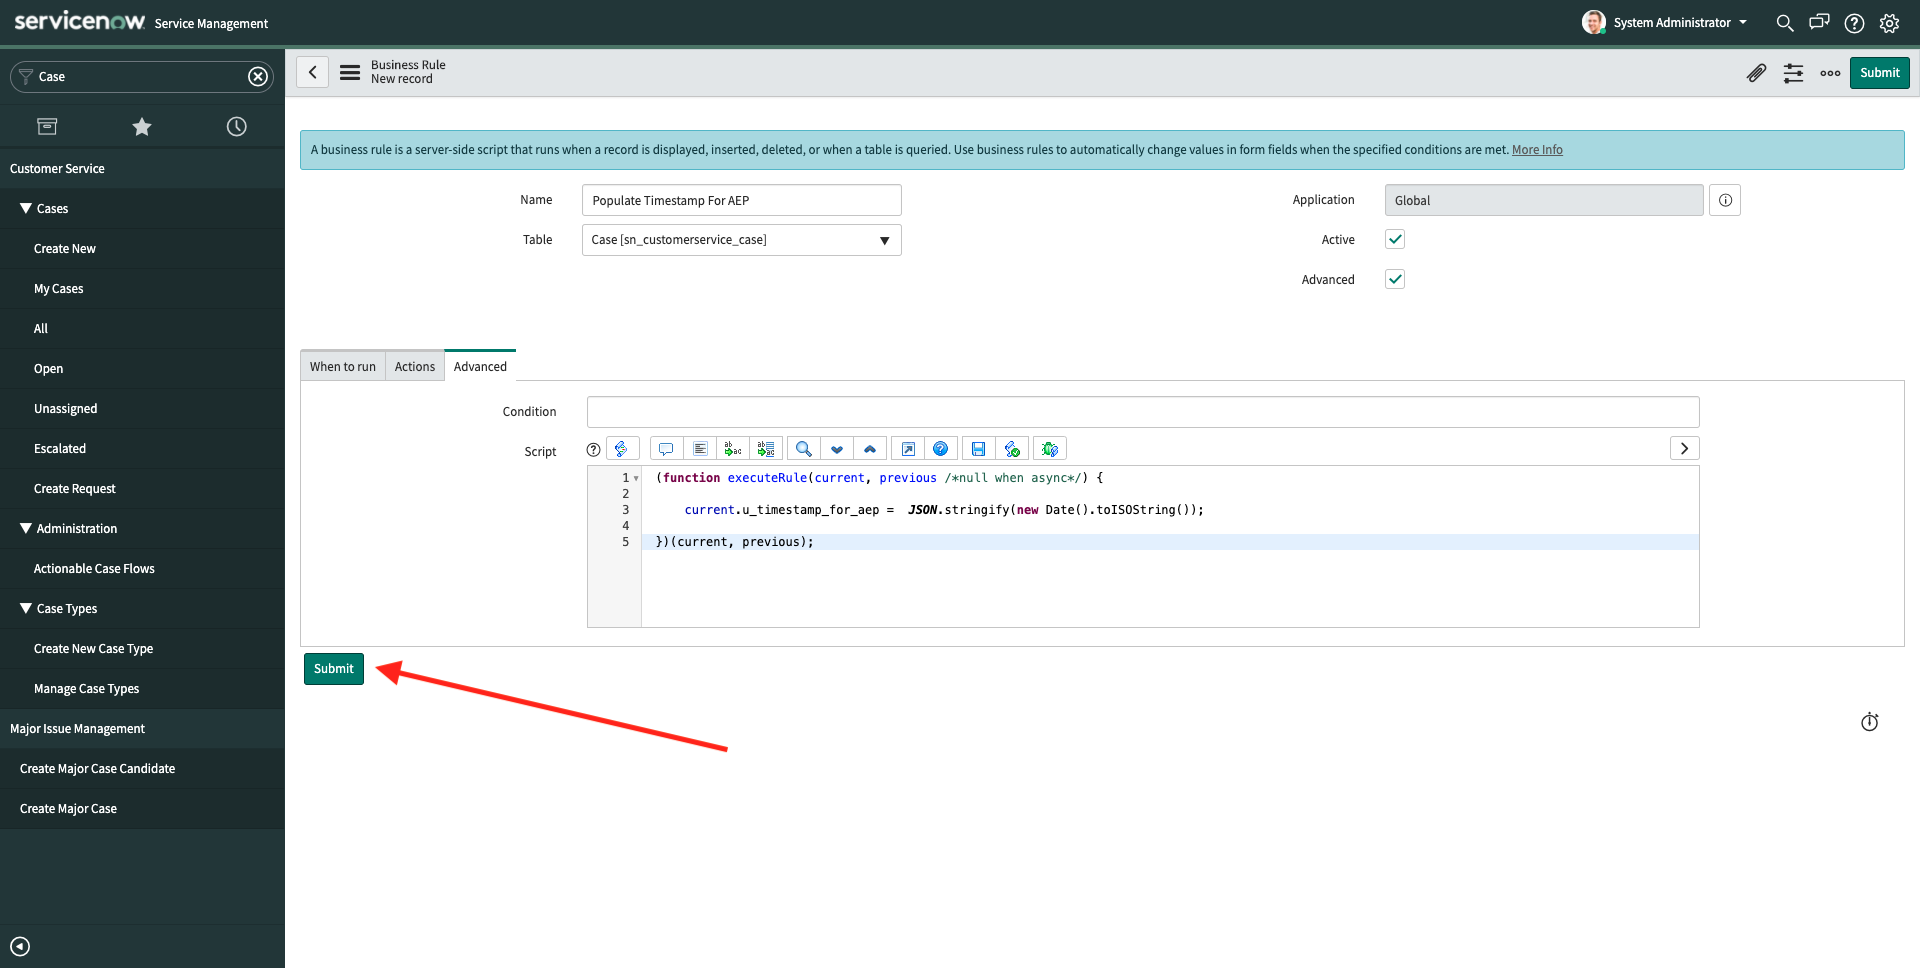 servicenow Service Management
System Administrator
Case
Business Rule
New record
Submit
Customer Service
Cases
Create New
My Cases
All
Open
Unassigned
Escalated
Create Request
Administration
Actionable Case Flows
Case Types
Create New Case Type
Manage Case Types
Major Issue Management
Create Major Case Candidate
Create Major Case
A business rule is a server-side script that runs when a record is displayed, inserted, deleted, or when a table is queried. Use business rules to automatically change values in form fields when the specified conditions are met. More Info
Name Populate Timestamp For AEP
Application Global
Table Case [sn_customerservice_case]
Active
Advanced
When to run Actions Advanced
Condition
Script
1 (function executeRule(current, previous /*null when async*/) {
2
3 current.u_timestamp_for_aep =  JSON.stringify(new Date().toISOString());
4
5 })(current, previous);
Submit